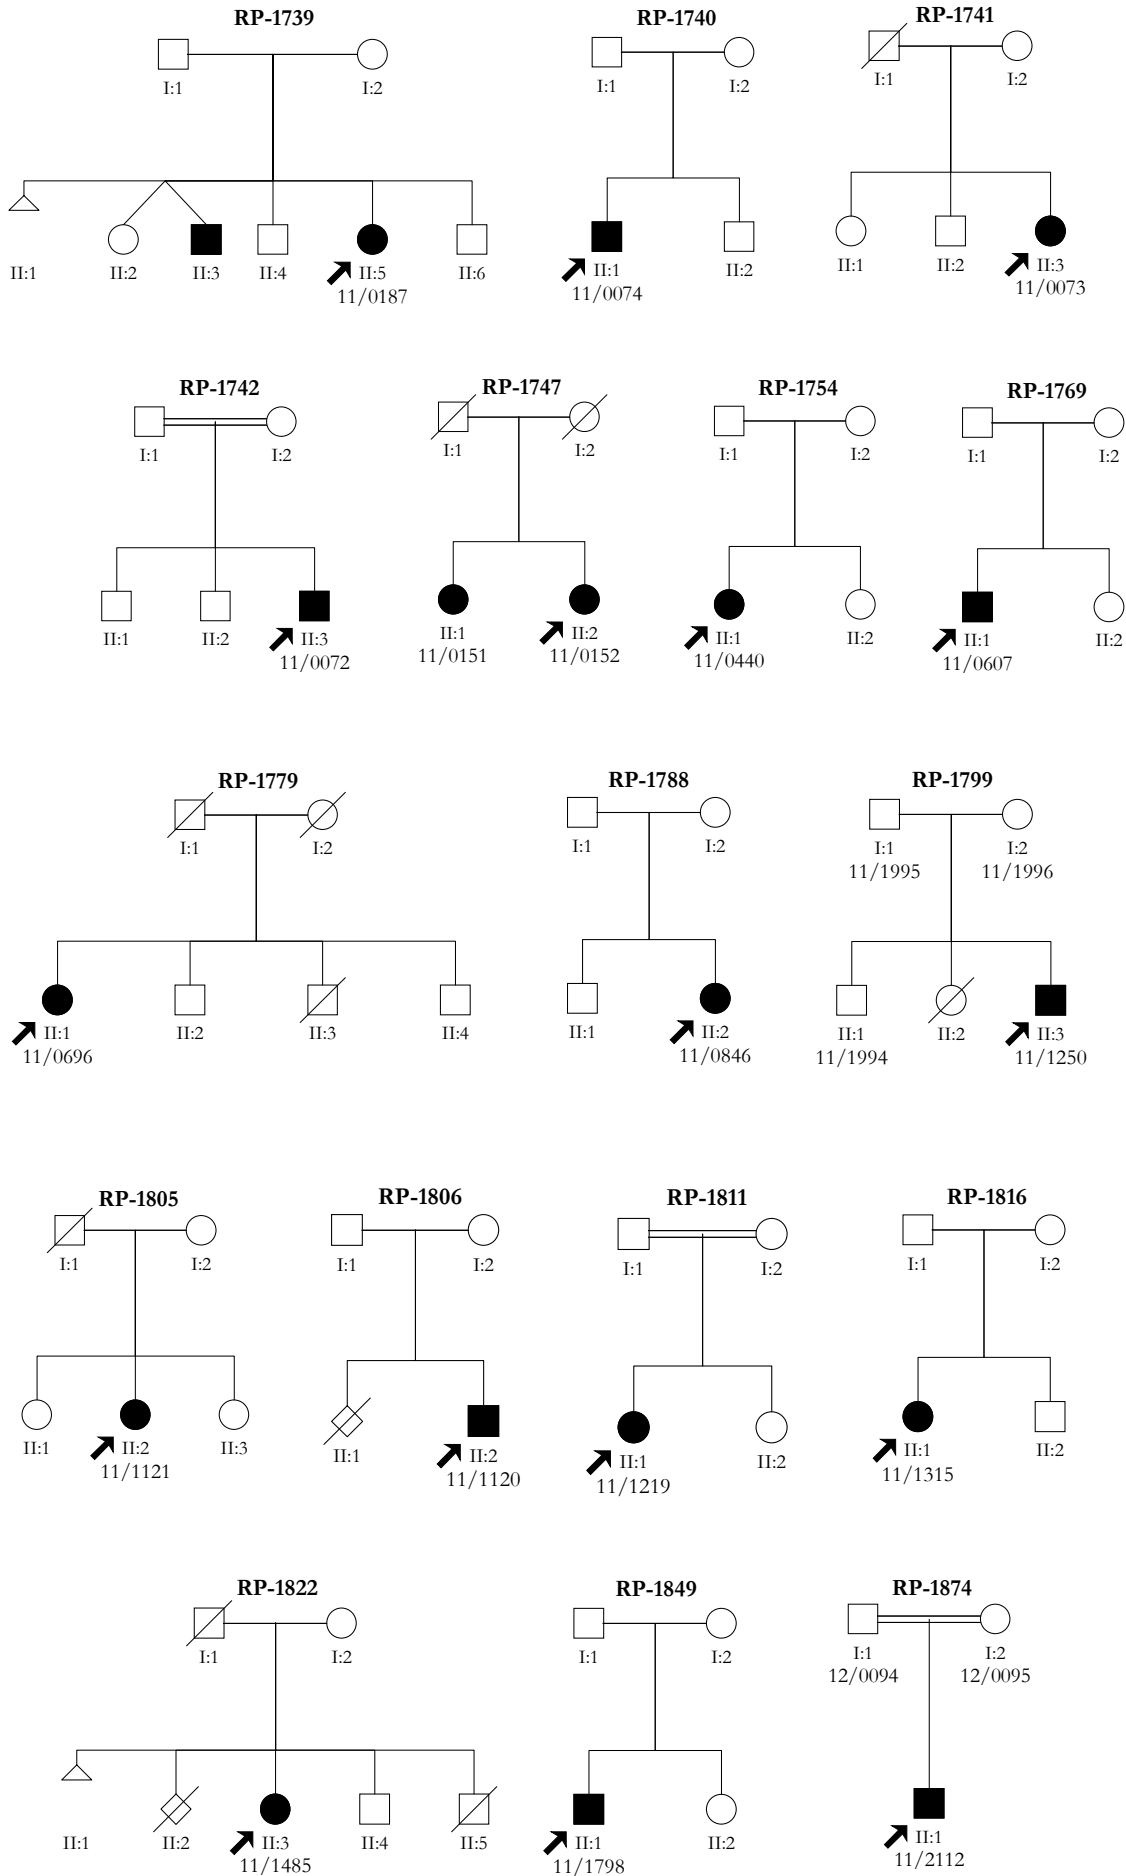 RP-1739
RP-1740
RP-1741
I:1 I:2
I:1 I:2
I:1 I:2
II:1 II:2 II:3 II:4 II:5 II:6
11/0187
II:1 II:2
11/0074
II:1 II:2 II:3
11/0073
RP-1742
RP-1747
RP-1754
RP-1769
I:1 I:2
I:1 I:2
I:1 I:2
I:1 I:2
II:1 II:2 II:3
11/0072
II:1 II:2
11/0151 11/0152
II:1 II:2
11/0440
II:1 II:2
11/0607
RP-1779
RP-1788
RP-1799
I:1 I:2
I:1 I:2
I:1 I:2
11/1995 11/1996
II:1 II:2 II:3 II:4
11/0696
II:1 II:2
11/0846
II:1 II:2 II:3
11/1994 11/1250
RP-1805
RP-1806
RP-1811
RP-1816
I:1 I:2
I:1 I:2
I:1 I:2
I:1 I:2
II:1 II:2 II:3
11/1121
II:1 II:2
11/1120
II:1 II:2
11/1219
II:1 II:2
11/1315
RP-1822
RP-1849
RP-1874
I:1 I:2
I:1 I:2
I:1 I:2
12/0094 12/0095
II:1 II:2 II:3 II:4 II:5
11/1485
II:1 II:2
11/1798
II:1
11/2112